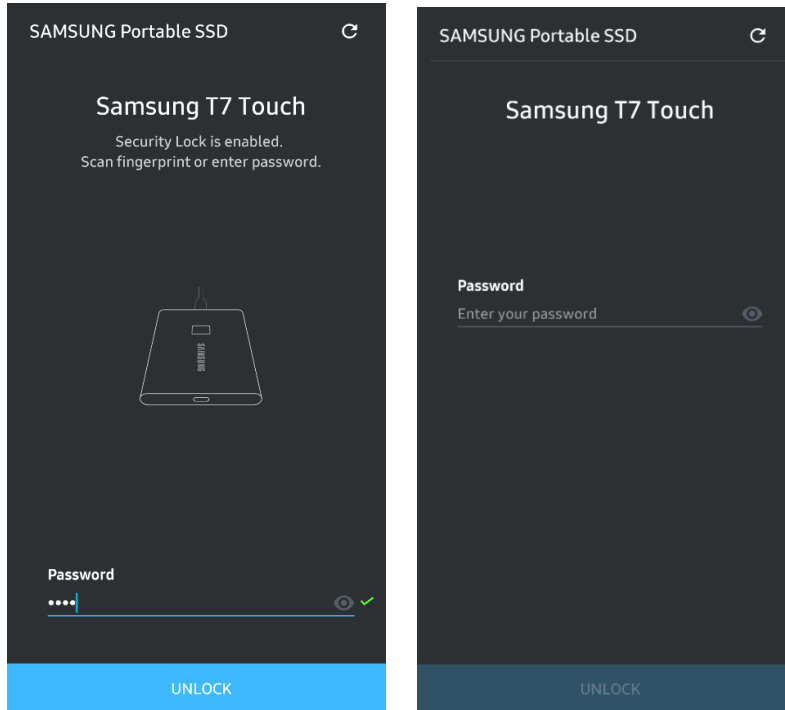 SAMSUNG Portable SSD
Samsung T7 Touch
Security Lock is enabled.
Scan fingerprint or enter password.
SAMSUNG
Password
••••
UNLOCK
SAMSUNG Portable SSD
Samsung T7 Touch
Password
Enter your password
UNLOCK